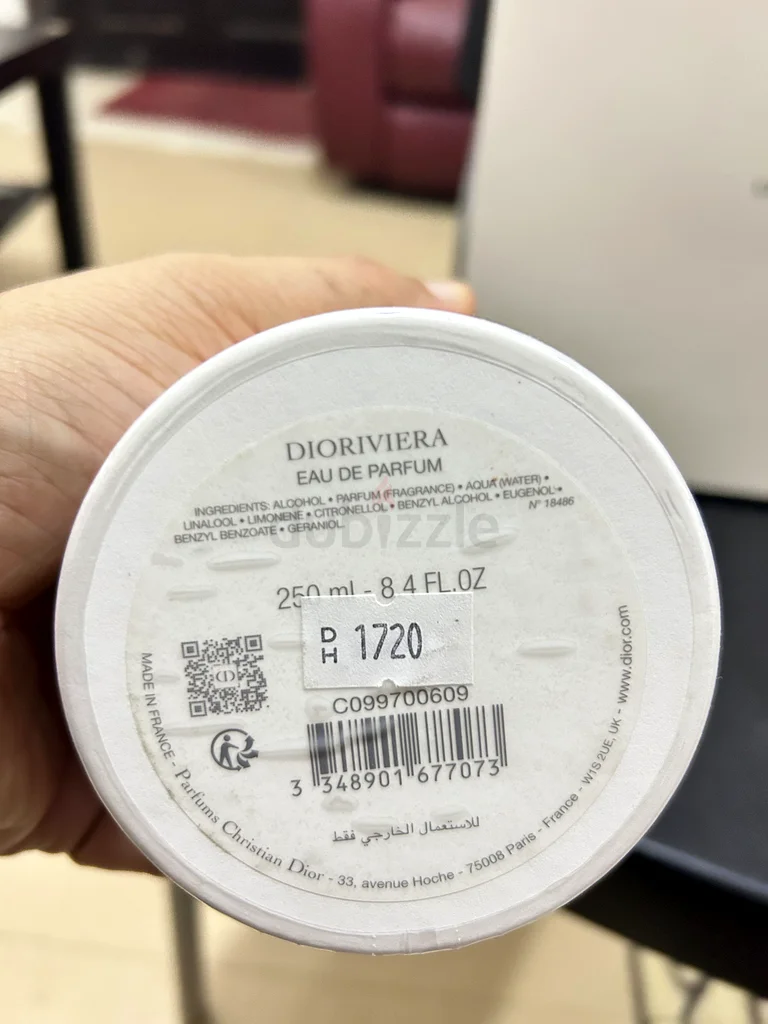 DIORIVIERA
EAU DE PARFUM
INGREDIENTS: ALCOHOL • PARFUM (FRAGRANCE) • AQUA (WATER) •
LINALOOL • LIMONENE • CITRONELLOL • BENZYL ALCOHOL • EUGENOL •
BENZYL BENZOATE • GERANIOL.
N° 18486
dubizzle
250 ml - 8 4 FL.OZ
DH 1720
C099700609
3 348901 677073
للاستعمال الخارجي فقط
MADE IN FRANCE - Parfums Christian Dior - 33, avenue Hoche - 75008 Paris - France - W1S 2UE, UK - www.dior.com